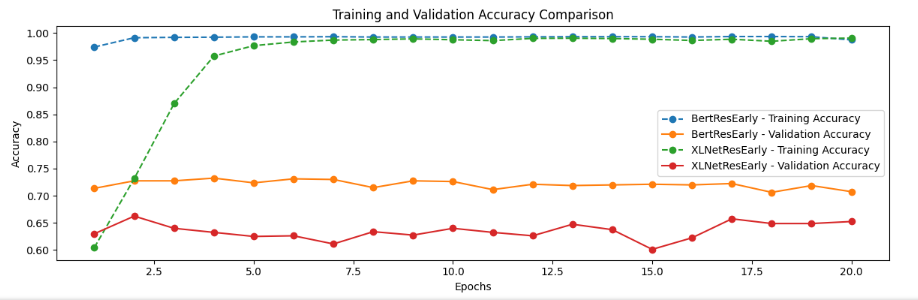 Training and Validation Accuracy Comparison
1.00
0.95
0.90
0.85
0.80
0.75
0.70
0.65
0.60
Accuracy
BertResEarly - Training Accuracy
BertResEarly - Validation Accuracy
XLNetResEarly - Training Accuracy
XLNetResEarly - Validation Accuracy
2.5 5.0 7.5 10.0 12.5 15.0 17.5 20.0
Epochs